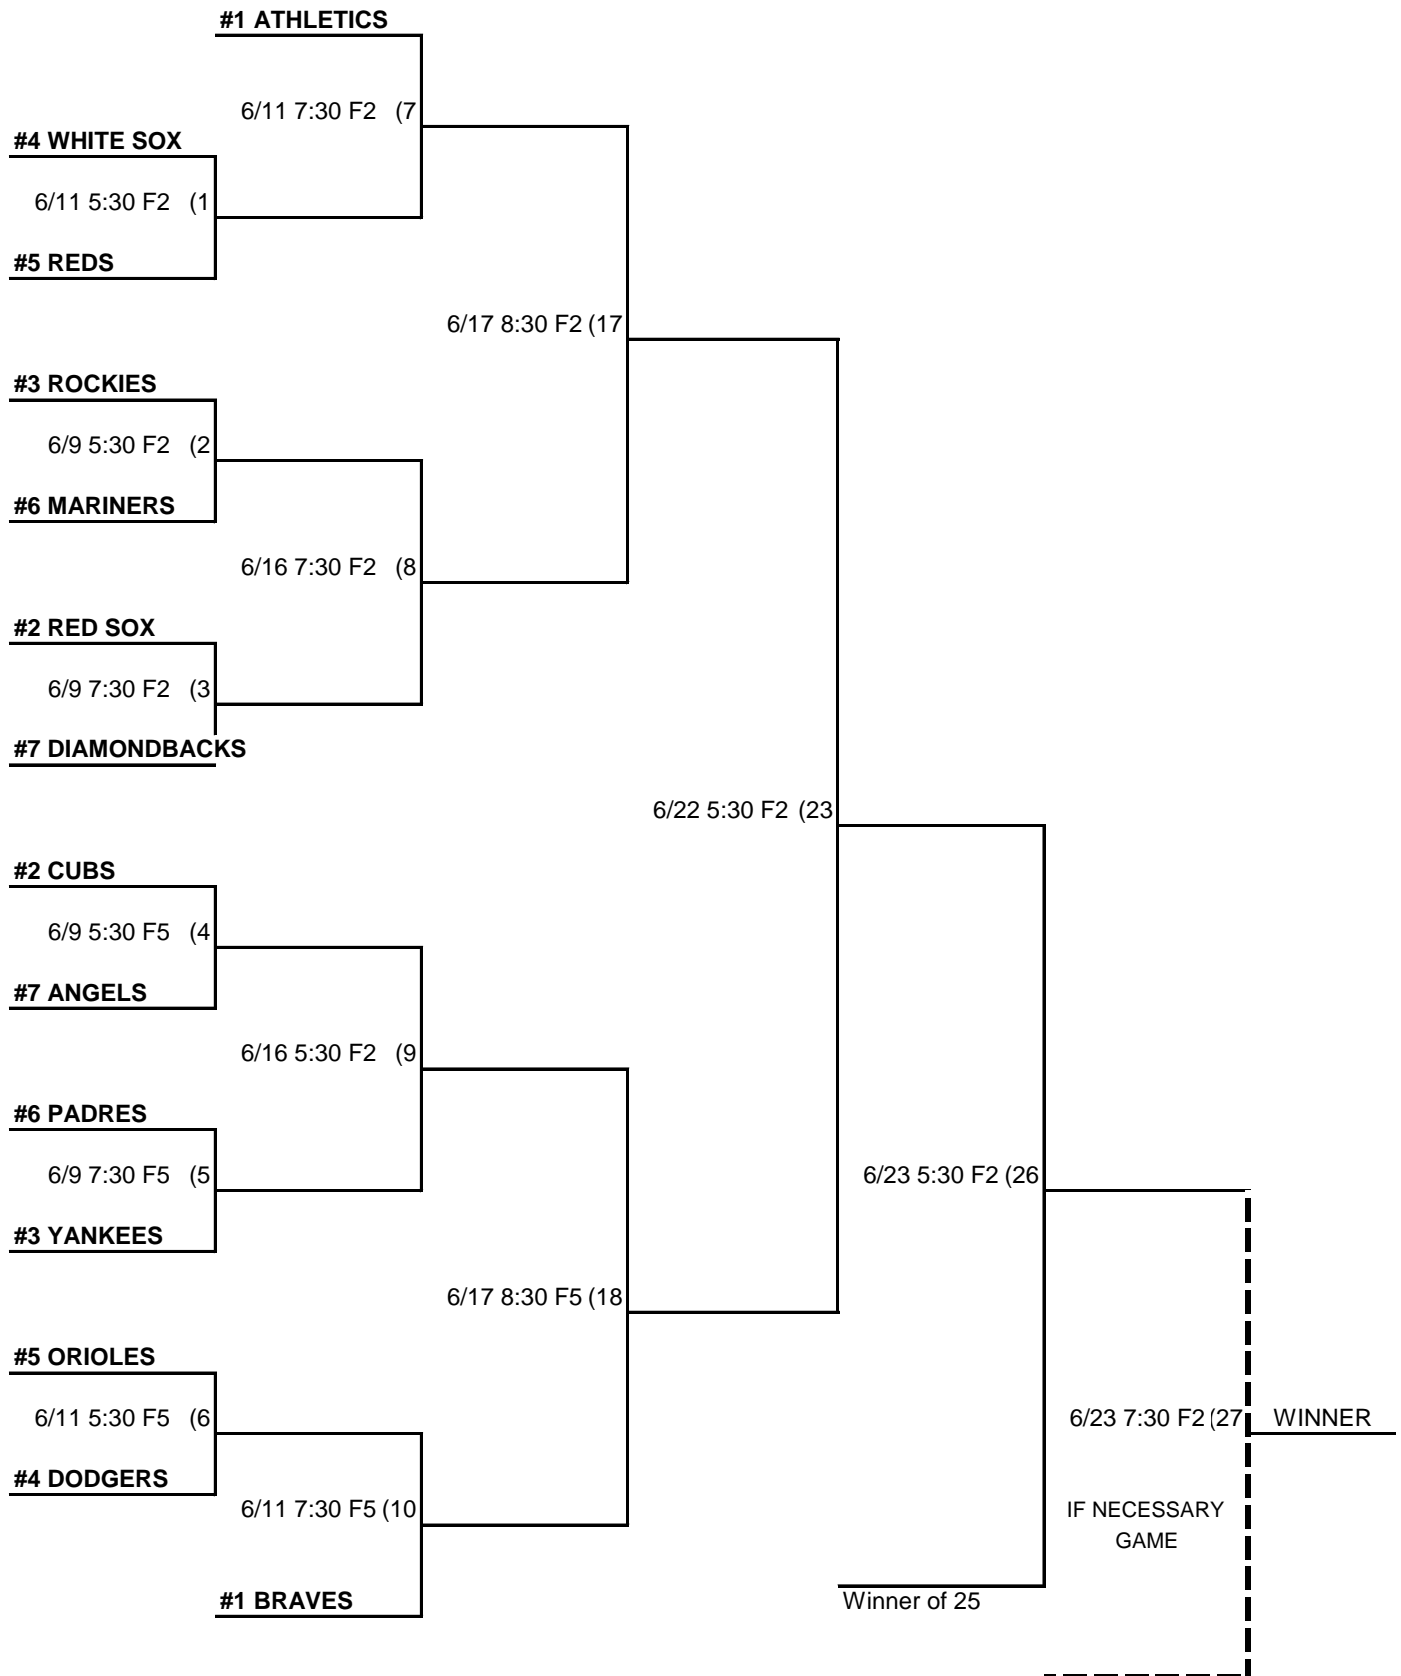 #1 ATHLETICS
6/11 7:30 F2 (7
#4 WHITE SOX
6/11 5:30 F2 (1
#5 REDS
6/17 8:30 F2 (17
#3 ROCKIES
6/9 5:30 F2 (2
#6 MARINERS
6/16 7:30 F2 (8
#2 RED SOX
6/9 7:30 F2 (3
#7 DIAMONDBACKS
6/22 5:30 F2 (23
#2 CUBS
6/9 5:30 F5 (4
#7 ANGELS
6/16 5:30 F2 (9
#6 PADRES
6/9 7:30 F5 (5
6/23 5:30 F2 (26
#3 YANKEES
6/17 8:30 F5 (18
#5 ORIOLES
6/11 5:30 F5 (6
6/23 7:30 F2 (27
WINNER
#4 DODGERS
6/11 7:30 F5 (10
IF NECESSARY
GAME
#1 BRAVES
Winner of 25